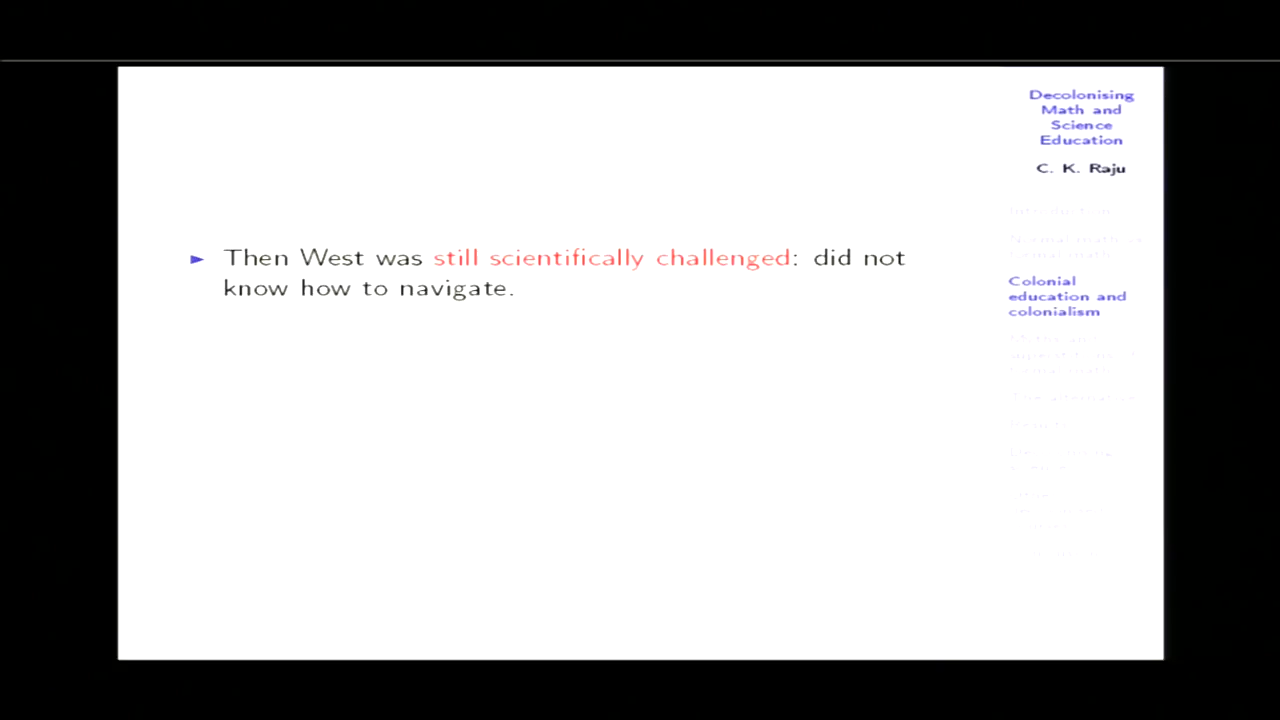 Decolonising
Math and
Science
Education
C. K. Raju
Then West was still scientifically challenged: did not
know how to navigate.
Introduction
Colonial
education and
colonialism